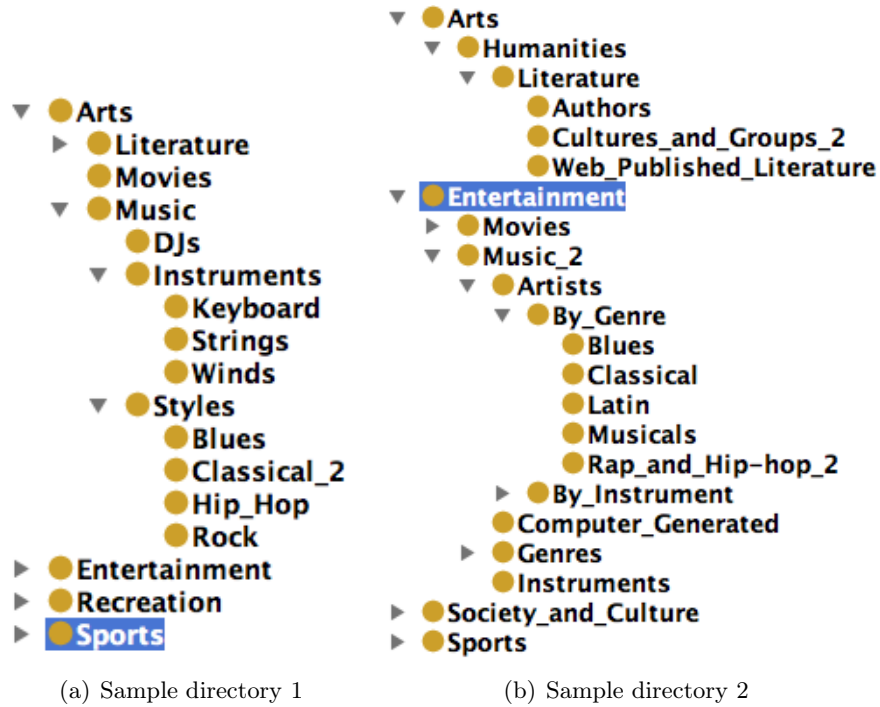 Arts
Literature
Movies
Music
DJs
Instruments
Keyboard
Strings
Winds
Styles
Blues
Classical_2
Hip_Hop
Rock
Entertainment
Recreation
Sports
(a) Sample directory 1
Arts
Humanities
Literature
Authors
Cultures_and_Groups_2
Web_Published_Literature
Entertainment
Movies
Music_2
Artists
By_Genre
Blues
Classical
Latin
Musicals
Rap_and_Hip-hop_2
By_Instrument
Computer_Generated
Genres
Instruments
Society_and_Culture
Sports
(b) Sample directory 2